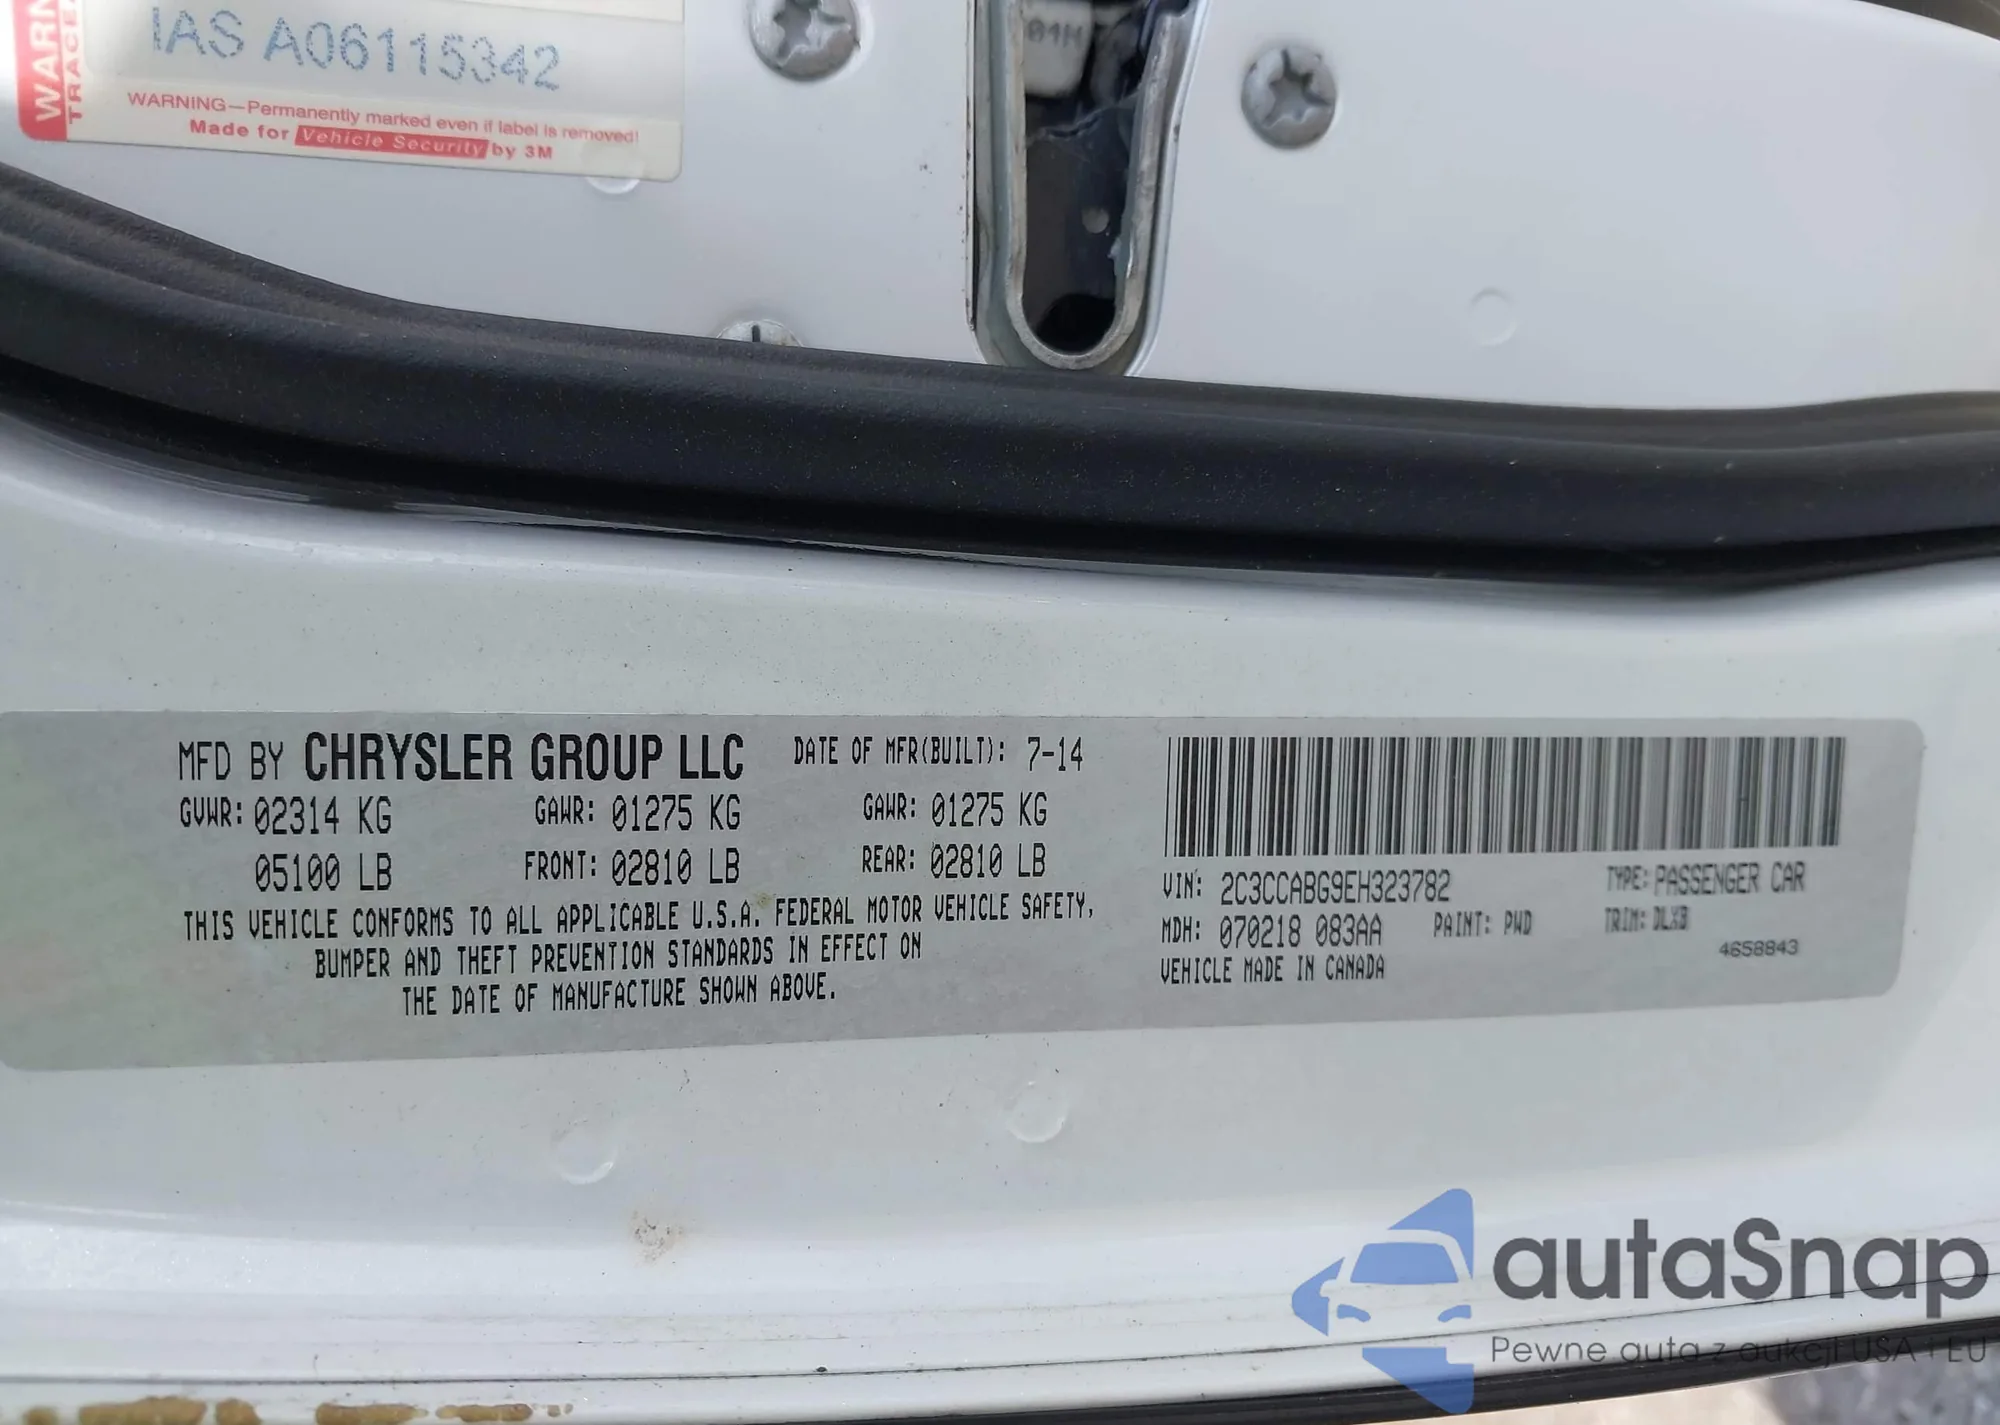 WARN
TRACEA
IAS A06115342
WARNING—Permanently marked even if label is removed!
Made for Vehicle Security by 3M
81H
MFD BY CHRYSLER GROUP LLC DATE OF MFR(BUILT): 7-14
GVWR: 02314 KG GAWR: 01275 KG GAWR: 01275 KG
05100 LB FRONT: 02810 LB REAR: 02810 LB
THIS VEHICLE CONFORMS TO ALL APPLICABLE U.S.A. FEDERAL MOTOR VEHICLE SAFETY,
BUMPER AND THEFT PREVENTION STANDARDS IN EFFECT ON
THE DATE OF MANUFACTURE SHOWN ABOVE.
VIN: 2C3CCABG9EH323782 TYPE: PASSENGER CAR
MDH: 070218 083AA PAINT: PWD TRIM: DLXB
VEHICLE MADE IN CANADA 4658843
autaSnap
Pewne auta z aukcji USA i EU